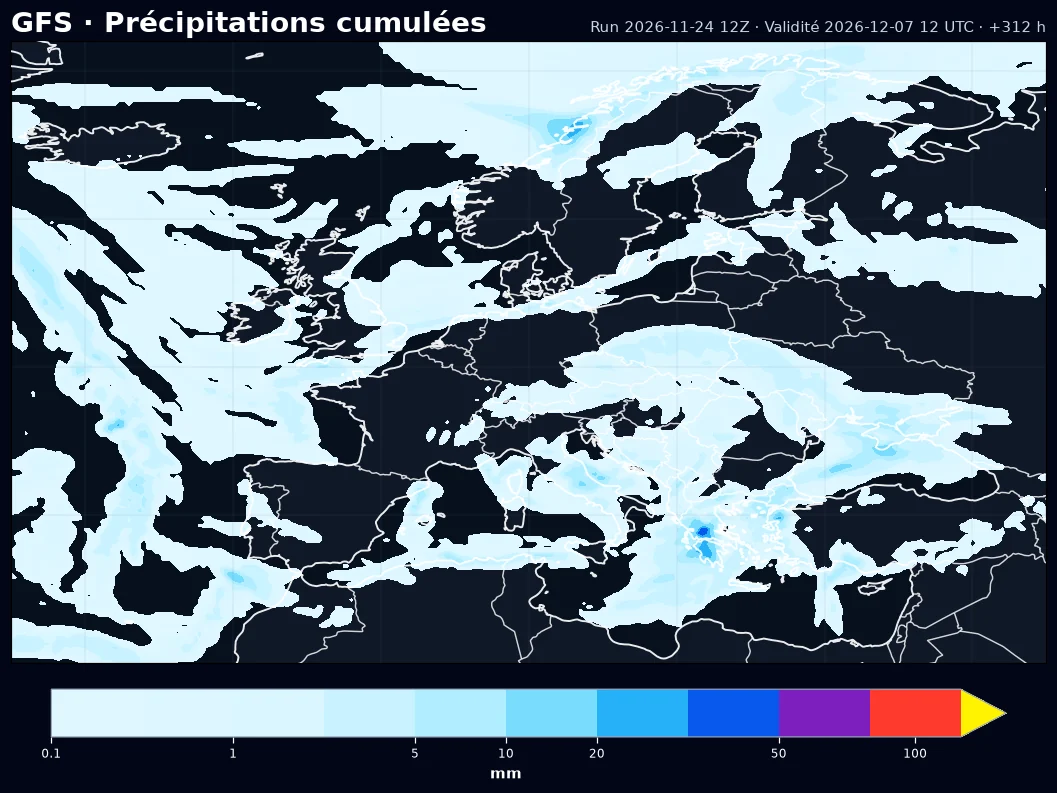 GFS · Précipitations cumulées
Run 2026-11-24 12Z · Validité 2026-12-07 12 UTC · +312 h
0.1 1 5 10 20 50 100
mm